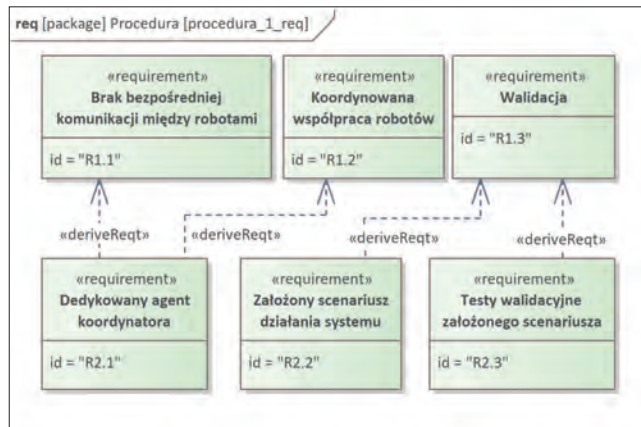 req [package] Procedura [procedura_1_req]
«requirement»
Brak bezpośredniej
komunikacji między robotami
id = "R1.1"
«requirement»
Koordynowana
współpraca robotów
id = "R1.2"
«requirement»
Walidacja
id = "R1.3"
«deriveReqt»
«deriveReqt»
«deriveReqt»
«deriveReqt»
«requirement»
Dedykowany agent
koordynatora
id = "R2.1"
«requirement»
Założony scenariusz
działania systemu
id = "R2.2"
«requirement»
Testy walidacyjne
założonego scenariusza
id = "R2.3"